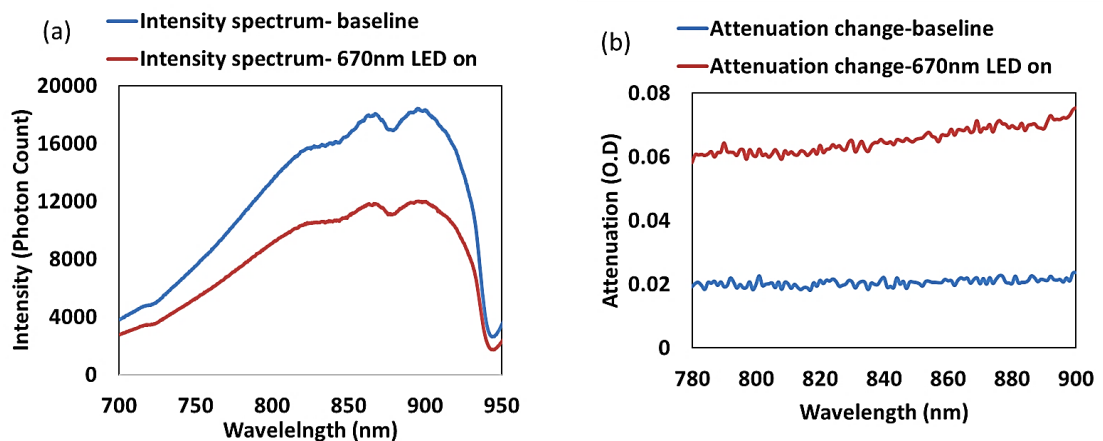 (a)
Intensity spectrum- baseline
Intensity spectrum- 670nm LED on
Intensity (Photon Count)
20000
16000
12000
8000
4000
0
700 750 800 850 900 950
Wavelelngth (nm)
(b)
Attenuation change-baseline
Attenuation change-670nm LED on
Attenuation (O.D)
0.08
0.06
0.04
0.02
0
780 800 820 840 860 880 900
Wavelength (nm)